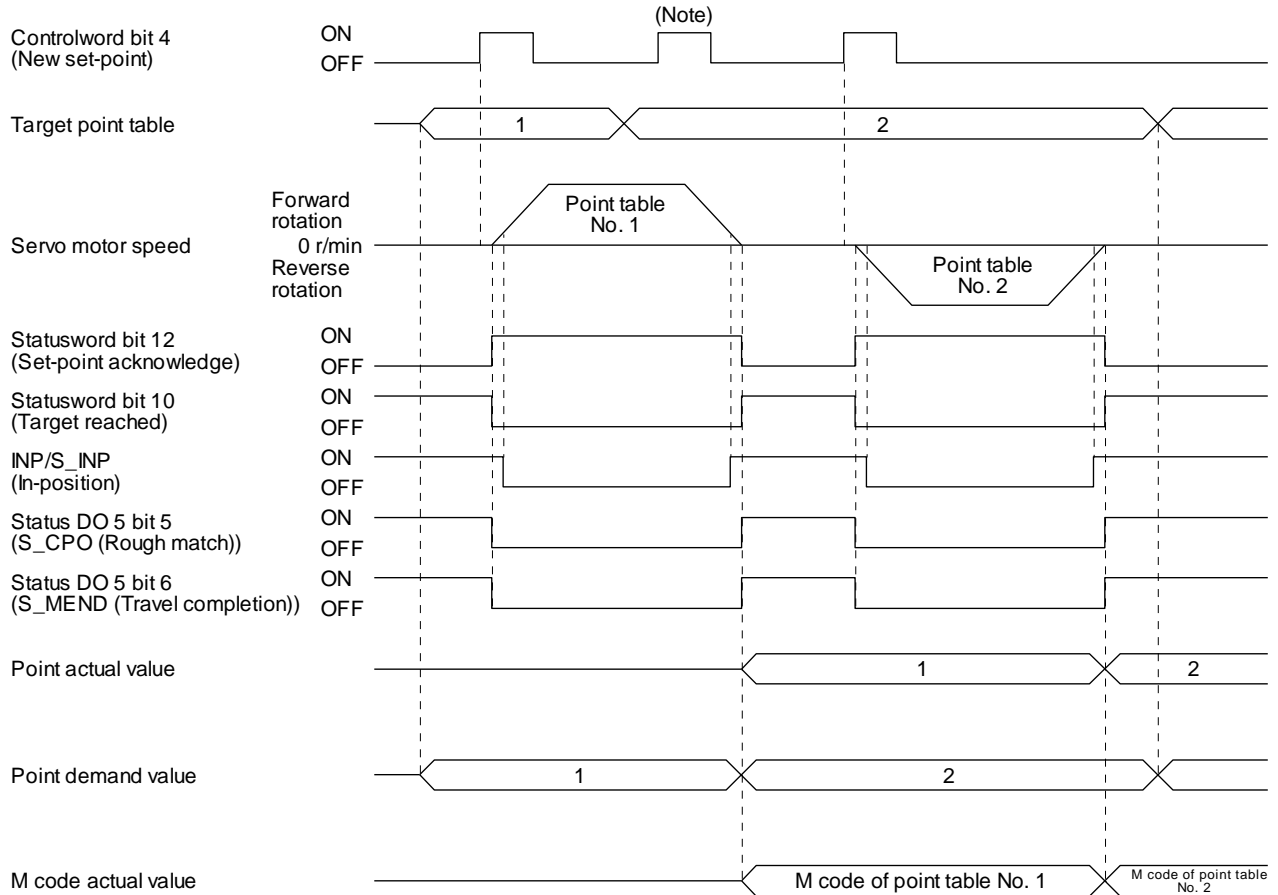 (Note)
Controlword bit 4
(New set-point)
ON
OFF
Target point table
1
2
Servo motor speed
Forward
rotation
0 r/min
Reverse
rotation
Point table
No. 1
Point table
No. 2
Statusword bit 12
(Set-point acknowledge)
ON
OFF
Statusword bit 10
(Target reached)
ON
OFF
INP/S_INP
(In-position)
ON
OFF
Status DO 5 bit 5
(S_CPO (Rough match))
ON
OFF
Status DO 5 bit 6
(S_MEND (Travel completion))
ON
OFF
Point actual value
1
2
Point demand value
1
2
M code actual value
M code of point table No. 1
M code of point table
No. 2